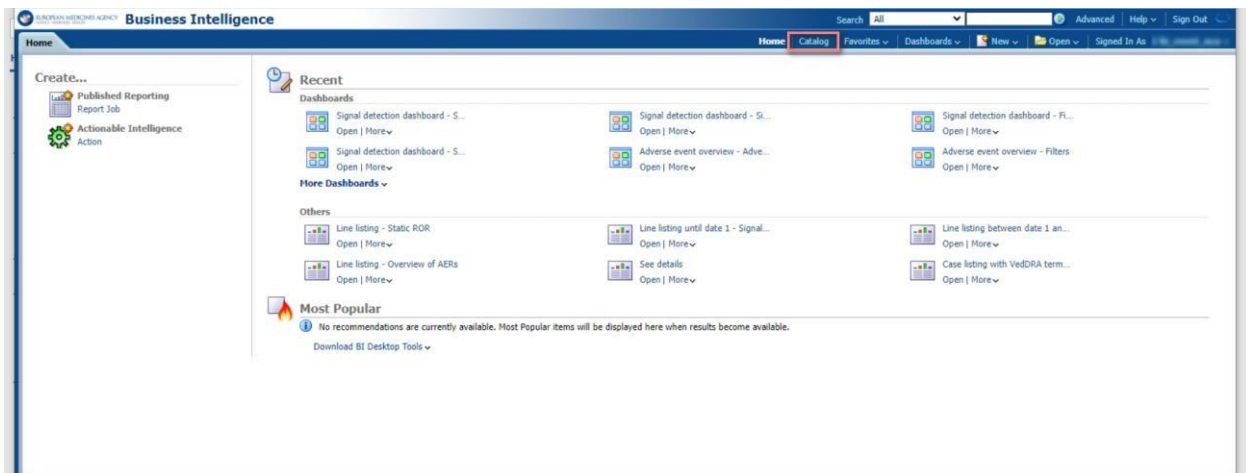 EUROPEAN MEDICINES AGENCY Business Intelligence
Search All Advanced Help Sign Out
Home
Home Catalog Favorites Dashboards New Open Signed In As
Create...
Published Reporting
Report Job
Actionable Intelligence
Action
Recent
Dashboards
Signal detection dashboard - S...
Open | More
Signal detection dashboard - Si...
Open | More
Signal detection dashboard - Fi...
Open | More
Signal detection dashboard - S...
Open | More
Adverse event overview - Adve...
Open | More
Adverse event overview - Filters
Open | More
More Dashboards
Others
Line listing - Static ROR
Open | More
Line listing until date 1 - Signal...
Open | More
Line listing between date 1 an...
Open | More
Line listing - Overview of AERs
Open | More
See details
Open | More
Case listing with VedDRA term...
Open | More
Most Popular
No recommendations are currently available. Most Popular items will be displayed here when results become available.
Download BI Desktop Tools